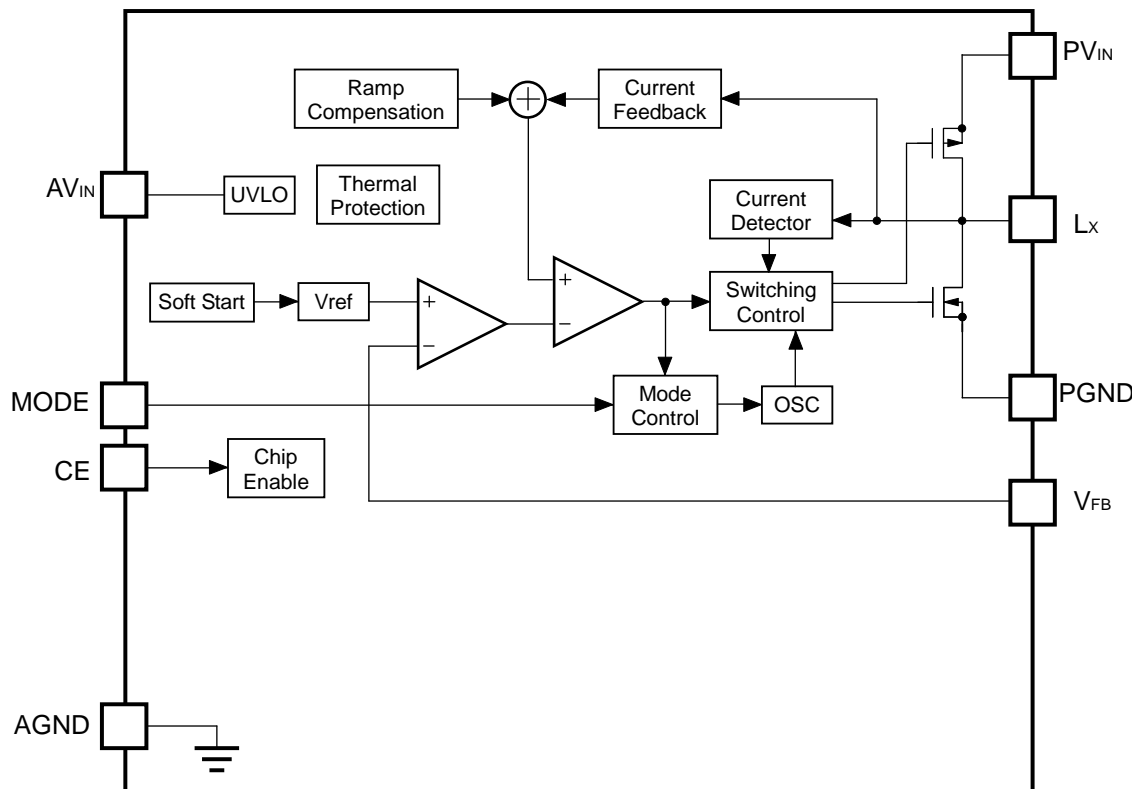 PVIN
Ramp
Compensation
+
Current
Feedback
AVIN
UVLO
Thermal
Protection
Current
Detector
LX
Soft Start
Vref
+
−
+
−
Switching
Control
MODE
Mode
Control
OSC
PGND
CE
Chip
Enable
VFB
AGND